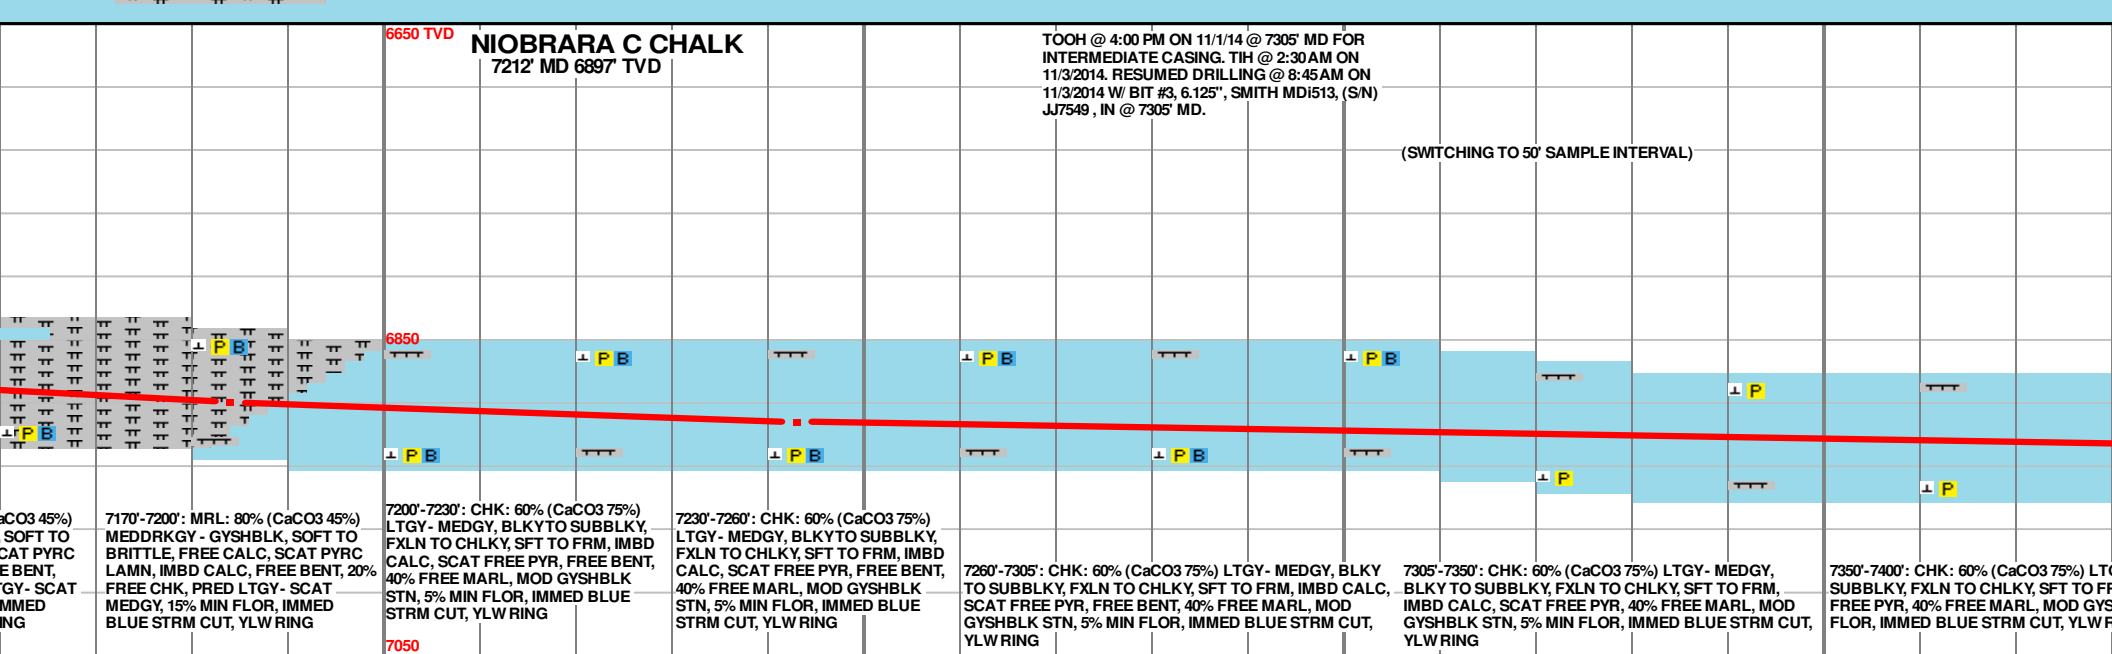 6650 TVD
NIOBRARA C CHALK
7212' MD 6897' TVD
TOOH @ 4:00 PM ON 11/1/14 @ 7305' MD FOR
INTERMEDIATE CASING. TIH @ 2:30AM ON
11/3/2014. RESUMED DRILLING @ 8:45AM ON
11/3/2014 W/ BIT #3, 6.125", SMITH MDi513, (S/N)
JJ7549 , IN @ 7305' MD.
(SWITCHING TO 50' SAMPLE INTERVAL)
6850
P B
P B
P B
P B
P
P B
P B
P B
P B
P
P
aCO3 45%)
, SOFT TO
CAT PYRC
E BENT,
TGY- SCAT
MMED
ING
7170'-7200': MRL: 80% (CaCO3 45%)
MEDDRKGY - GYSHBLK, SOFT TO
BRITTLE, FREE CALC, SCAT PYRC
LAMN, IMBD CALC, FREE BENT, 20%
FREE CHK, PRED LTGY- SCAT
MEDGY, 15% MIN FLOR, IMMED
BLUE STRM CUT, YLW RING
7200'-7230': CHK: 60% (CaCO3 75%)
LTGY- MEDGY, BLKY TO SUBBLKY,
FXLN TO CHLKY, SFT TO FRM, IMBD
CALC, SCAT FREE PYR, FREE BENT,
40% FREE MARL, MOD GYSHBLK
STN, 5% MIN FLOR, IMMED BLUE
STRM CUT, YLW RING
7230'-7260': CHK: 60% (CaCO3 75%)
LTGY- MEDGY, BLKY TO SUBBLKY,
FXLN TO CHLKY, SFT TO FRM, IMBD
CALC, SCAT FREE PYR, FREE BENT,
40% FREE MARL, MOD GYSHBLK
STN, 5% MIN FLOR, IMMED BLUE
STRM CUT, YLW RING
7260'-7305': CHK: 60% (CaCO3 75%) LTGY- MEDGY, BLKY
TO SUBBLKY, FXLN TO CHLKY, SFT TO FRM, IMBD CALC,
SCAT FREE PYR, FREE BENT, 40% FREE MARL, MOD
GYSHBLK STN, 5% MIN FLOR, IMMED BLUE STRM CUT,
YLW RING
7305'-7350': CHK: 60% (CaCO3 75%) LTGY- MEDGY,
BLKY TO SUBBLKY, FXLN TO CHLKY, SFT TO FRM,
IMBD CALC, SCAT FREE PYR, 40% FREE MARL, MOD
GYSHBLK STN, 5% MIN FLOR, IMMED BLUE STRM CUT,
YLW RING
7350'-7400': CHK: 60% (CaCO3 75%) LTG
SUBBLKY, FXLN TO CHLKY, SFT TO FR
FREE PYR, 40% FREE MARL, MOD GYS
FLOR, IMMED BLUE STRM CUT, YLW R
7050